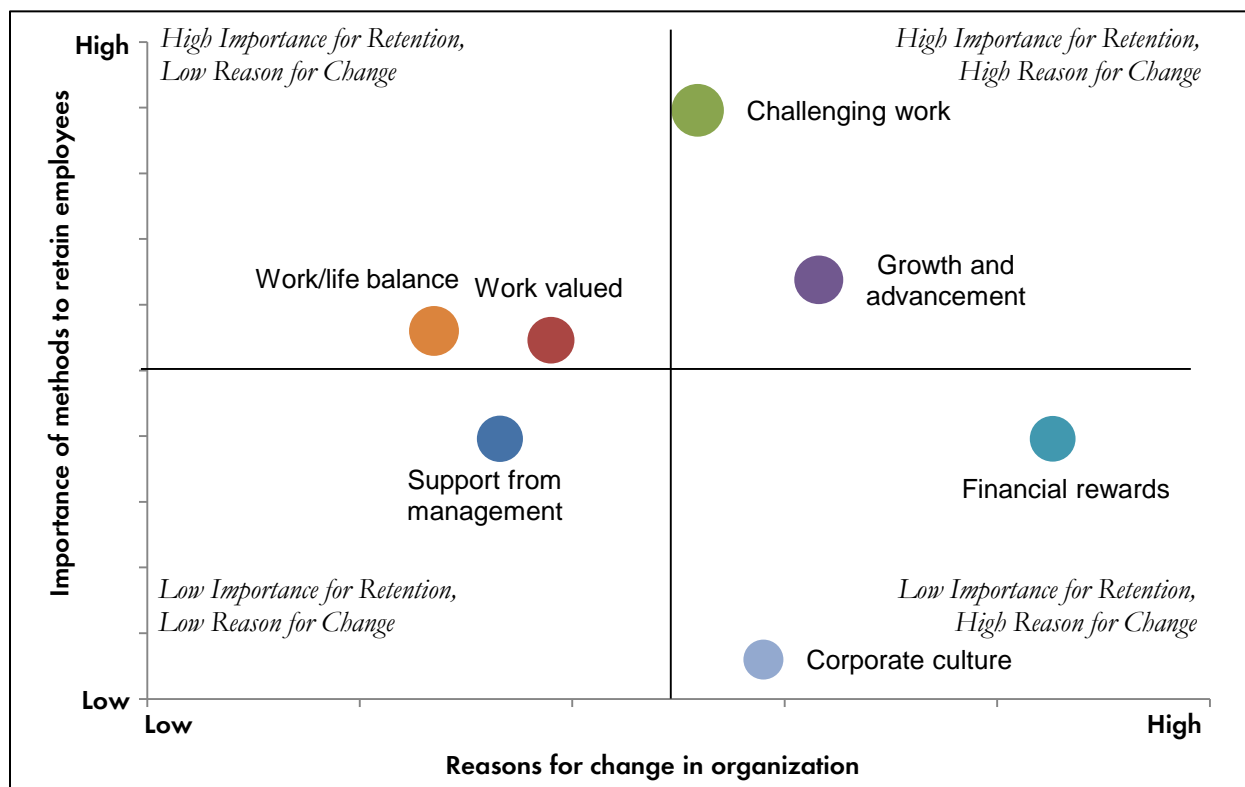 High
High Importance for Retention,
Low Reason for Change
High Importance for Retention,
High Reason for Change
Challenging work
Growth and
advancement
Work/life balance
Work valued
Importance of methods to retain employees
Support from
management
Financial rewards
Low Importance for Retention,
Low Reason for Change
Low Importance for Retention,
High Reason for Change
Corporate culture
Low
Low
High
Reasons for change in organization